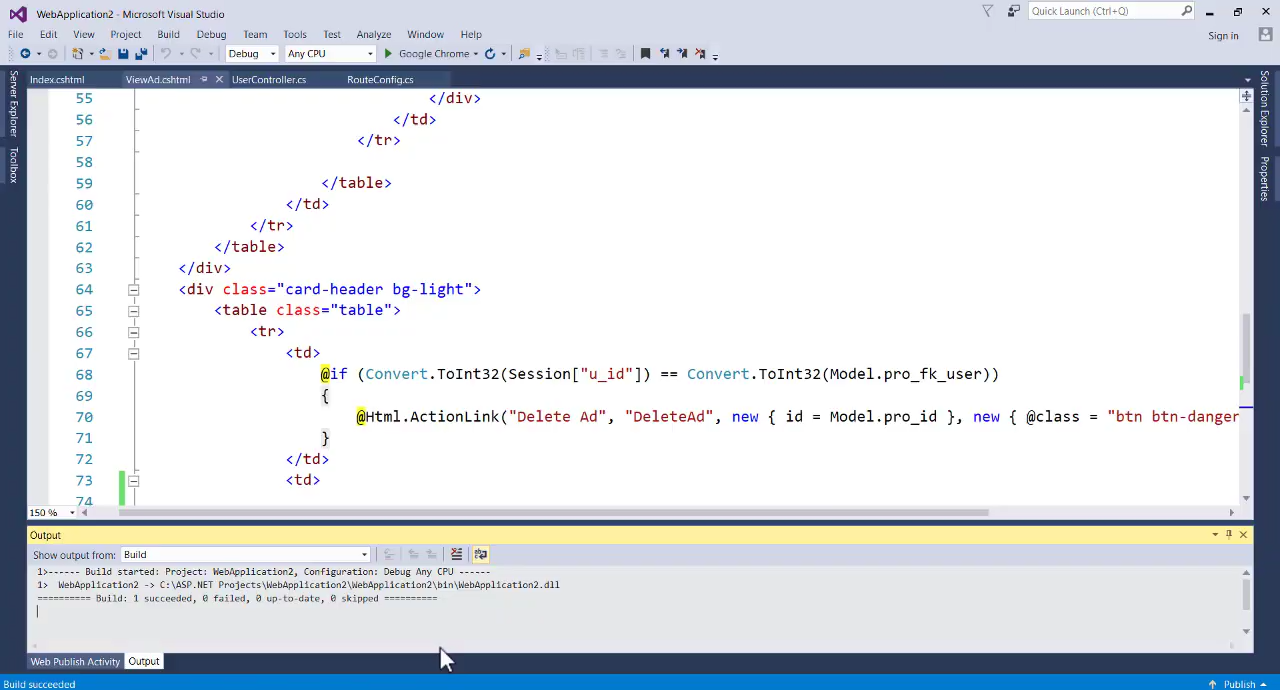 WebApplication2 - Microsoft Visual Studio
Quick Launch (Ctrl+Q)
File Edit View Project Build Debug Team Tools Test Analyze Window Help
Sign in
Debug Any CPU Google Chrome
Index.cshtml ViewAd.cshtml UserController.cs RouteConfig.cs
Server Explorer
Toolbox
Solution Explorer
Properties
55 </div>
56 </td>
57 </tr>
58
59 </table>
60 </td>
61 </tr>
62 </table>
63 </div>
64 <div class="card-header bg-light">
65 <table class="table">
66 <tr>
67 <td>
68 @if (Convert.ToInt32(Session["u_id"]) == Convert.ToInt32(Model.pro_fk_user))
69 {
70 @Html.ActionLink("Delete Ad", "DeleteAd", new { id = Model.pro_id }, new { @class = "btn btn-danger
71 }
72 </td>
73 <td>
74
150 %
Output
Show output from: Build
1>------ Build started: Project: WebApplication2, Configuration: Debug Any CPU ------
1> WebApplication2 -> C:\ASP.NET Projects\WebApplication2\WebApplication2\bin\WebApplication2.dll
========== Build: 1 succeeded, 0 failed, 0 up-to-date, 0 skipped ==========
Web Publish Activity Output
Build succeeded
Publish